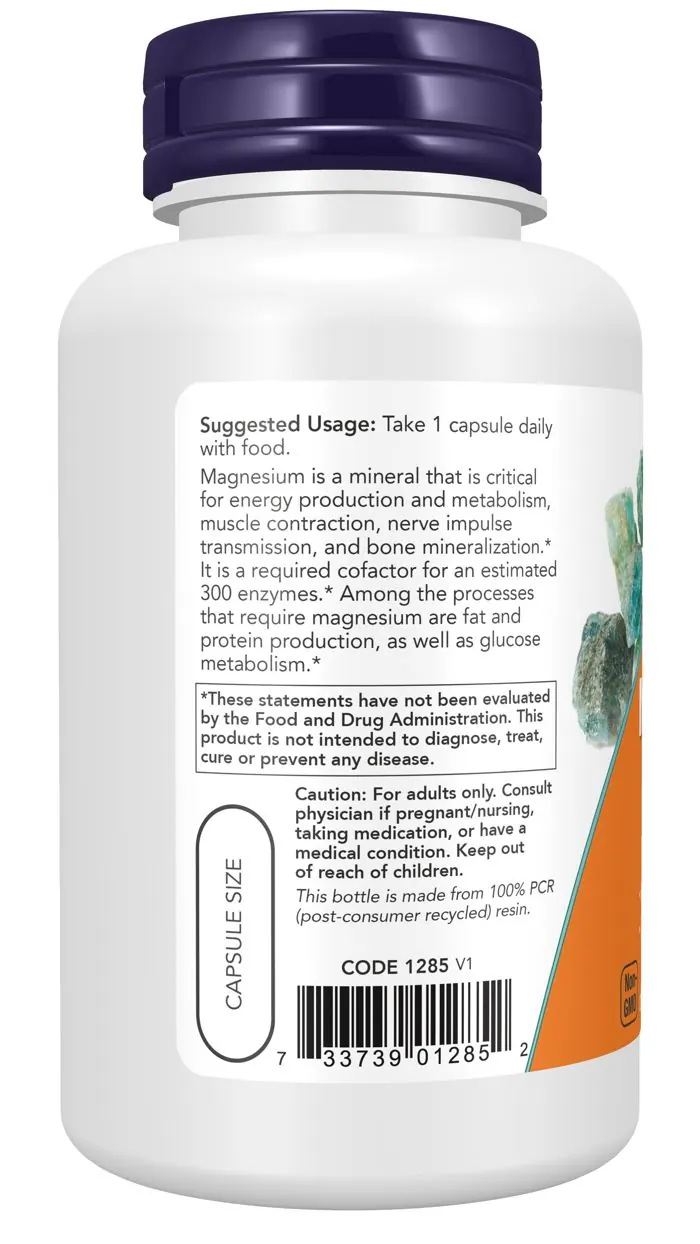 Suggested Usage: Take 1 capsule daily
with food.
Magnesium is a mineral that is critical
for energy production and metabolism,
muscle contraction, nerve impulse
transmission, and bone mineralization.*
It is a required cofactor for an estimated
300 enzymes.* Among the processes
that require magnesium are fat and
protein production, as well as glucose
metabolism.*
*These statements have not been evaluated
by the Food and Drug Administration. This
product is not intended to diagnose, treat,
cure or prevent any disease.
Caution: For adults only. Consult
physician if pregnant/nursing,
taking medication, or have a
medical condition. Keep out
of reach of children.
This bottle is made from 100% PCR
(post-consumer recycled) resin.
CAPSULE SIZE
CODE 1285 V1
7 33739 01285 2
Non-
GMO